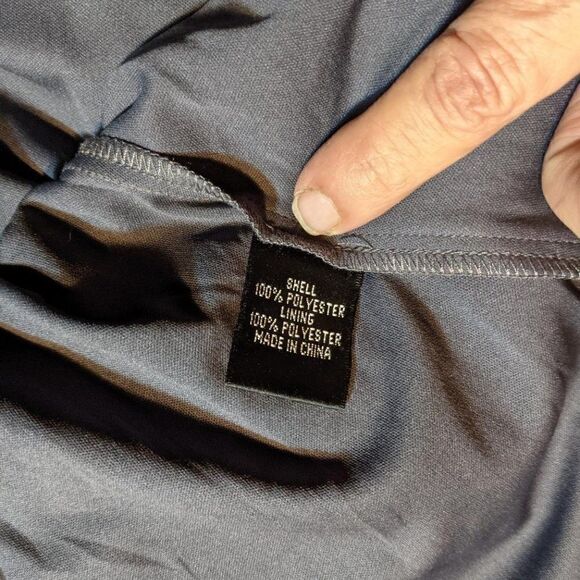 SHELL
100% POLYESTER
LINING
100% POLYESTER
MADE IN CHINA